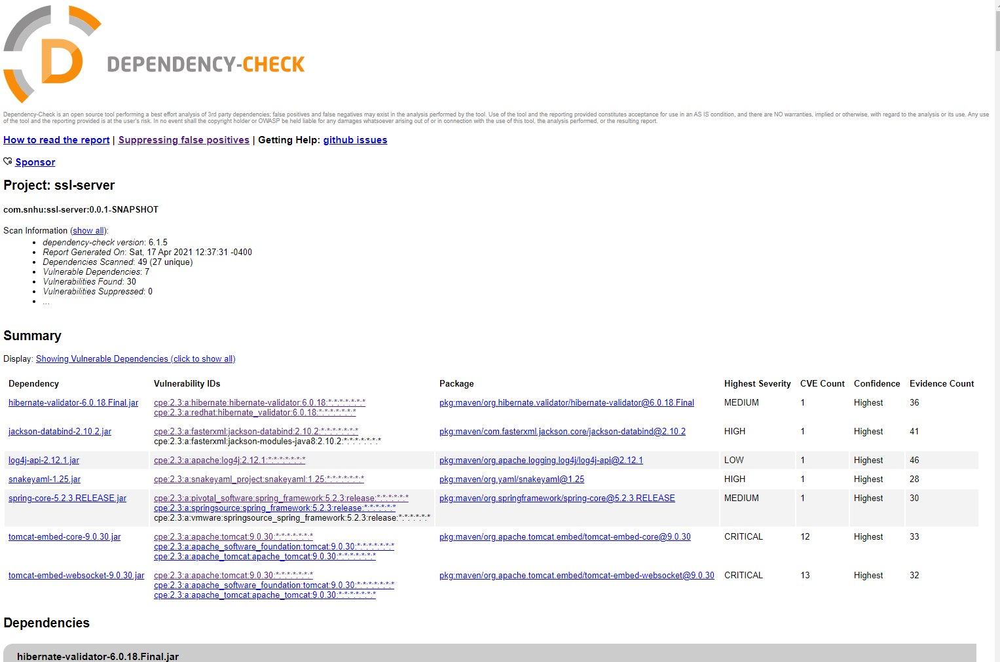 D
DEPENDENCY-CHECK
Dependency-Check is an open source tool performing a best effort analysis of 3rd party dependencies; false positives and false negatives may exist in the analysis performed by the tool. Use of the tool and the reporting provided constitutes acceptance for use in an AS IS condition, and there are NO warranties, implied or otherwise, with regard to the analysis or its use. Any use
of the tool and the reporting provided is at the user's risk. In no event shall the copyright holder or OWASP be held liable for any damages whatsoever arising out of or in connection with the use of this tool, the analysis performed, or the resulting report.
How to read the report | Suppressing false positives | Getting Help: github issues
Sponsor
Project: ssl-server
com.snhu:ssl-server:0.0.1-SNAPSHOT
Scan Information (show all):
• dependency-check version: 6.1.5
• Report Generated On: Sat, 17 Apr 2021 12:37:31 -0400
• Dependencies Scanned: 49 (27 unique)
• Vulnerable Dependencies: 7
• Vulnerabilities Found: 30
• Vulnerabilities Suppressed: 0
• ...
Summary
Display: Showing Vulnerable Dependencies (click to show all)
Dependency Vulnerability IDs Package Highest Severity CVE Count Confidence Evidence Count
hibernate-validator-6.0.18.Final.jar cpe:2.3:a:hibernate:hibernate-validator:6.0.18:*:*:*:*:*:*:* pkg:maven/org.hibernate.validator/hibernate-validator@6.0.18.Final MEDIUM 1 Highest 36
cpe:2.3:a:redhat:hibernate_validator:6.0.18:*:*:*:*:*:*:*
jackson-databind-2.10.2.jar cpe:2.3:a:fasterxml:jackson-databind:2.10.2:*:*:*:*:*:*:* pkg:maven/com.fasterxml.jackson.core/jackson-databind@2.10.2 HIGH 1 Highest 41
cpe:2.3:a:fasterxml:jackson-modules-java8:2.10.2:*:*:*:*:*:*:*
log4j-api-2.12.1.jar cpe:2.3:a:apache:log4j:2.12.1:*:*:*:*:*:*:* pkg:maven/org.apache.logging.log4j/log4j-api@2.12.1 LOW 1 Highest 46
snakeyaml-1.25.jar cpe:2.3:a:snakeyaml_project:snakeyaml:1.25:*:*:*:*:*:*:* pkg:maven/org.yaml/snakeyaml@1.25 HIGH 1 Highest 28
spring-core-5.2.3.RELEASE.jar cpe:2.3:a:pivotal_software:spring_framework:5.2.3:release:*:*:*:*:*:* pkg:maven/org.springframework/spring-core@5.2.3.RELEASE MEDIUM 1 Highest 30
cpe:2.3:a:springsource:spring_framework:5.2.3:release:*:*:*:*:*:*
cpe:2.3:a:vmware:springsource_spring_framework:5.2.3:release:*:*:*:*:*:*
tomcat-embed-core-9.0.30.jar cpe:2.3:a:apache:tomcat:9.0.30:*:*:*:*:*:*:* pkg:maven/org.apache.tomcat.embed/tomcat-embed-core@9.0.30 CRITICAL 12 Highest 33
cpe:2.3:a:apache_software_foundation:tomcat:9.0.30:*:*:*:*:*:*:*
cpe:2.3:a:apache_tomcat:apache_tomcat:9.0.30:*:*:*:*:*:*:*
tomcat-embed-websocket-9.0.30.jar cpe:2.3:a:apache:tomcat:9.0.30:*:*:*:*:*:*:* pkg:maven/org.apache.tomcat.embed/tomcat-embed-websocket@9.0.30 CRITICAL 13 Highest 32
cpe:2.3:a:apache_software_foundation:tomcat:9.0.30:*:*:*:*:*:*:*
cpe:2.3:a:apache_tomcat:apache_tomcat:9.0.30:*:*:*:*:*:*:*
Dependencies
hibernate-validator-6.0.18.Final.jar